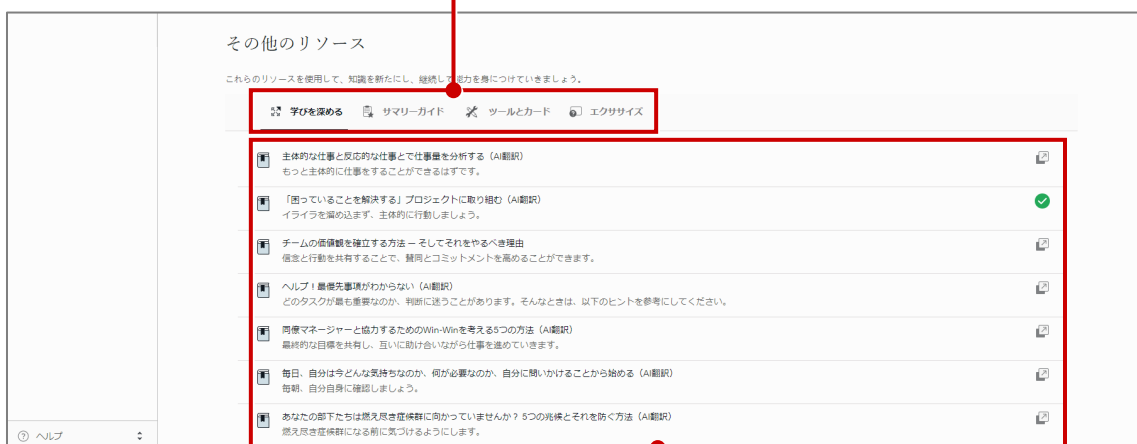 その他のリソース
これらのリソースを使用して、知識を新たにし、継続して能力を身につけていきましょう。
学びを深める サマリーガイド ツールとカード エクササイズ
主体的な仕事と反応的な仕事とで仕事量を分析する（AI翻訳）
もっと主体的に仕事をすることができるはずです。
「困っていることを解決する」プロジェクトに取り組む（AI翻訳）
イライラを溜め込まず、主体的に行動しましょう。
チームの価値観を確立する方法 — そしてそれをやるべき理由
信念と行動を共有することで、賛同とコミットメントを高めることができます。
ヘルプ！最優先事項がわからない（AI翻訳）
どのタスクが最も重要なのか、判断に迷うことがあります。そんなときは、以下のヒントを参考にしてください。
同僚マネージャーと協力するためのWin-Winを考える5つの方法（AI翻訳）
最終的な目標を共有し、互いに助け合いながら仕事を進めていきます。
毎日、自分は今どんな気持ちなのか、何が必要なのか、自分に問いかけることから始める（AI翻訳）
毎朝、自分自身に確認しましょう。
あなたの部下たちは燃え尽き症候群に向かっていませんか？ 5つの兆候とそれを防ぐ方法（AI翻訳）
燃え尽き症候群になる前に気づけるようにします。
ヘルプ